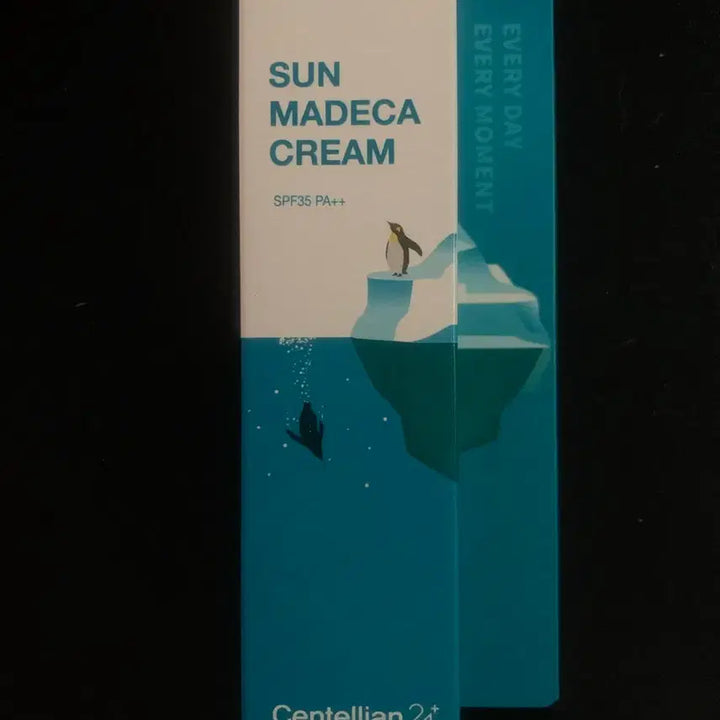 SUN
MADECA
CREAM
SPF35 PA++
EVERY DAY
EVERY MOMENT
Centellian 24+